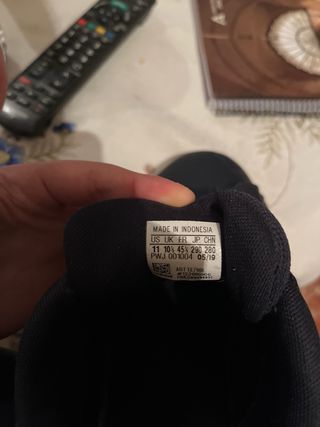 MADE IN INDONESIA
US UK FR JP CHN
11 10½ 45⅓ 290 280
PWJ 001004 05/19